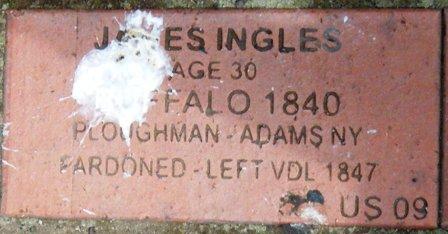 INGLES
AGE 30
1840
PLOUGHMAN - ADAMS NY
PARDONED - LEFT VDL 1847
US 09